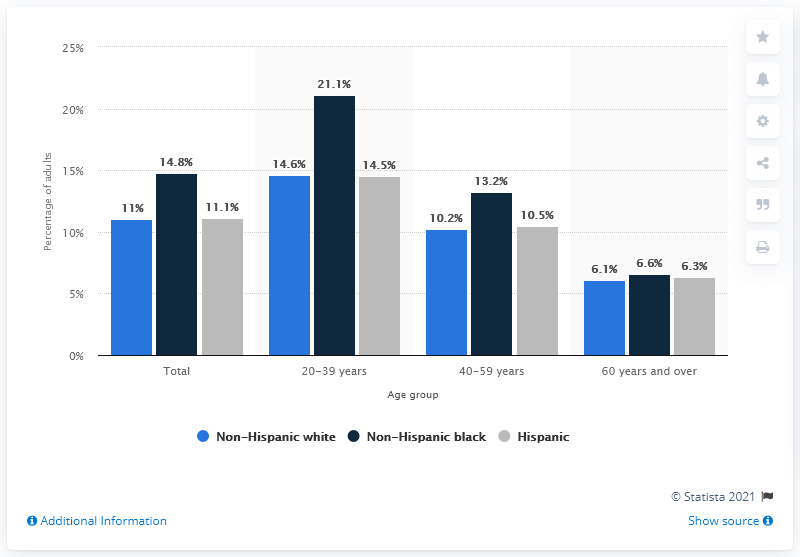 25%
20%
15%
10%
5%
0%
Percentage of adults
11% 14.8% 11.1%
14.6% 21.1% 14.5%
10.2% 13.2% 10.5%
6.1% 6.6% 6.3%
Total 20-39 years 40-59 years 60 years and over
Age group
Non-Hispanic white Non-Hispanic black Hispanic
© Statista 2021
Additional Information Show source